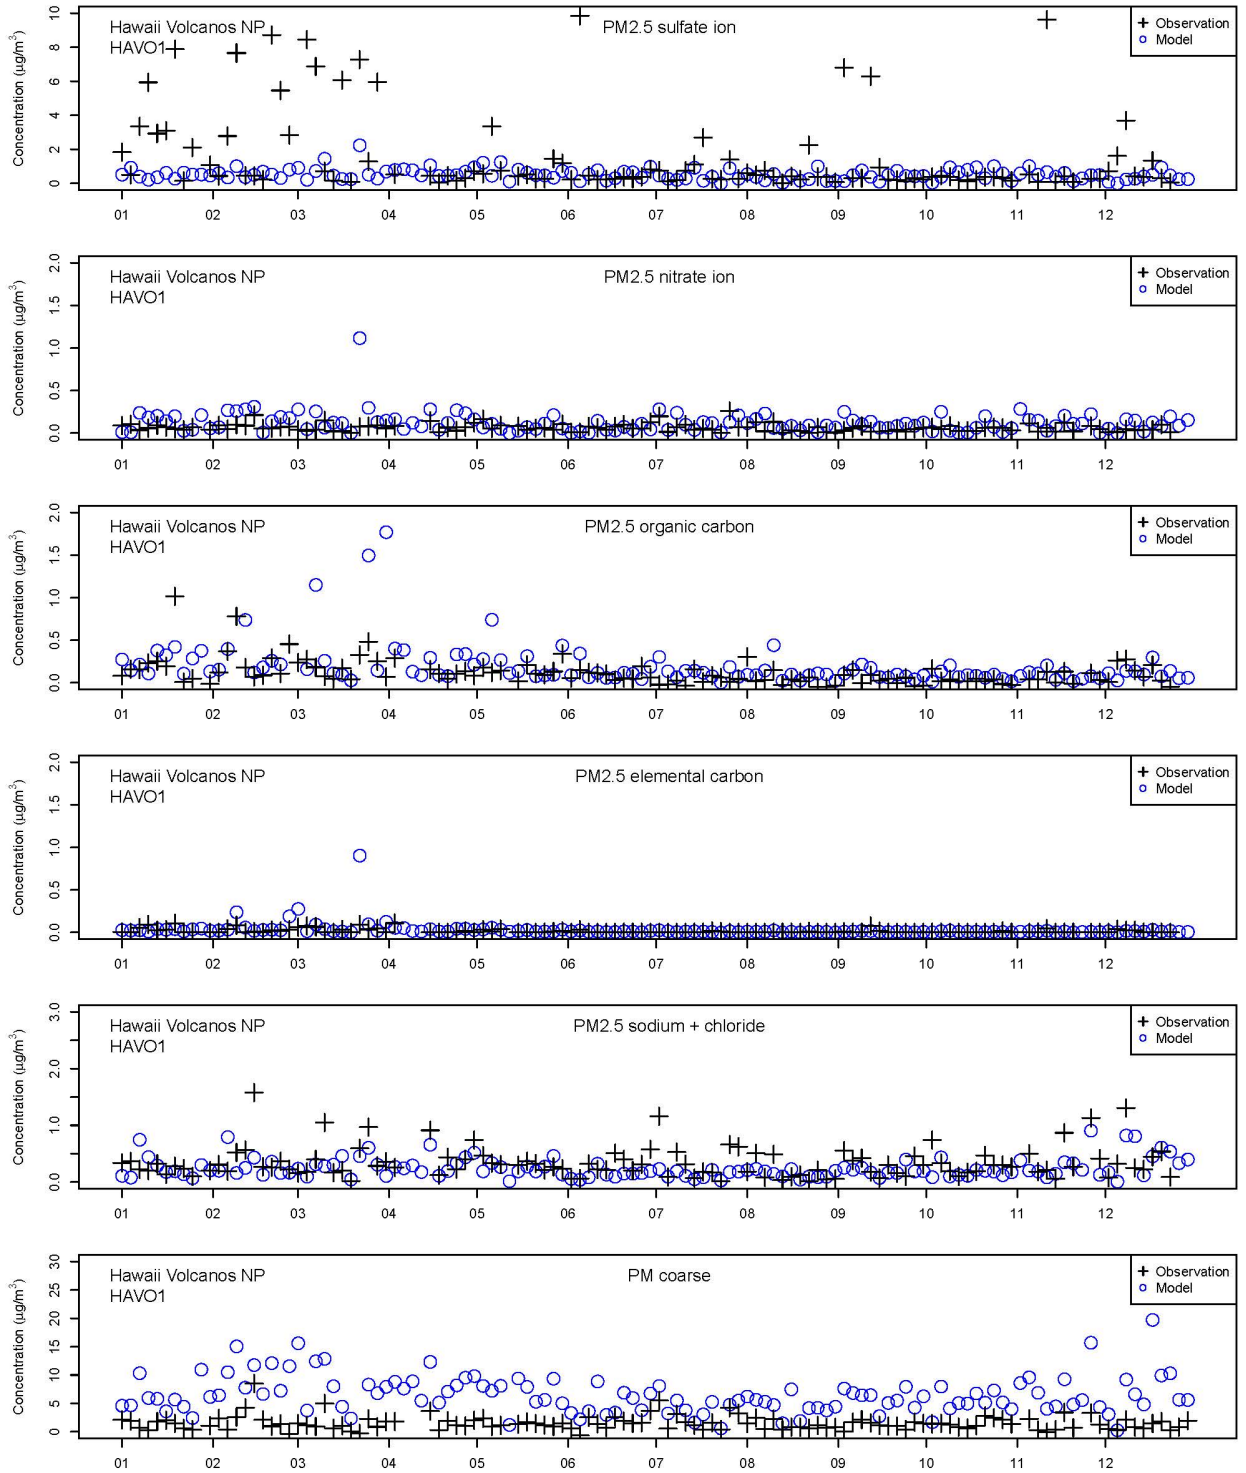 Hawaii Volcanos NP
HAVO1
PM2.5 sulfate ion
Observation
Model
Concentration (µg/m³)
0 2 4 6 8 10
01 02 03 04 05 06 07 08 09 10 11 12
Hawaii Volcanos NP
HAVO1
PM2.5 nitrate ion
Observation
Model
Concentration (µg/m³)
0.0 0.5 1.0 1.5 2.0
01 02 03 04 05 06 07 08 09 10 11 12
Hawaii Volcanos NP
HAVO1
PM2.5 organic carbon
Observation
Model
Concentration (µg/m³)
0.0 0.5 1.0 1.5 2.0
01 02 03 04 05 06 07 08 09 10 11 12
Hawaii Volcanos NP
HAVO1
PM2.5 elemental carbon
Observation
Model
Concentration (µg/m³)
0.0 0.5 1.0 1.5 2.0
01 02 03 04 05 06 07 08 09 10 11 12
Hawaii Volcanos NP
HAVO1
PM2.5 sodium + chloride
Observation
Model
Concentration (µg/m³)
0.0 1.0 2.0 3.0
01 02 03 04 05 06 07 08 09 10 11 12
Hawaii Volcanos NP
HAVO1
PM coarse
Observation
Model
Concentration (µg/m³)
0 5 10 15 20 25 30
01 02 03 04 05 06 07 08 09 10 11 12